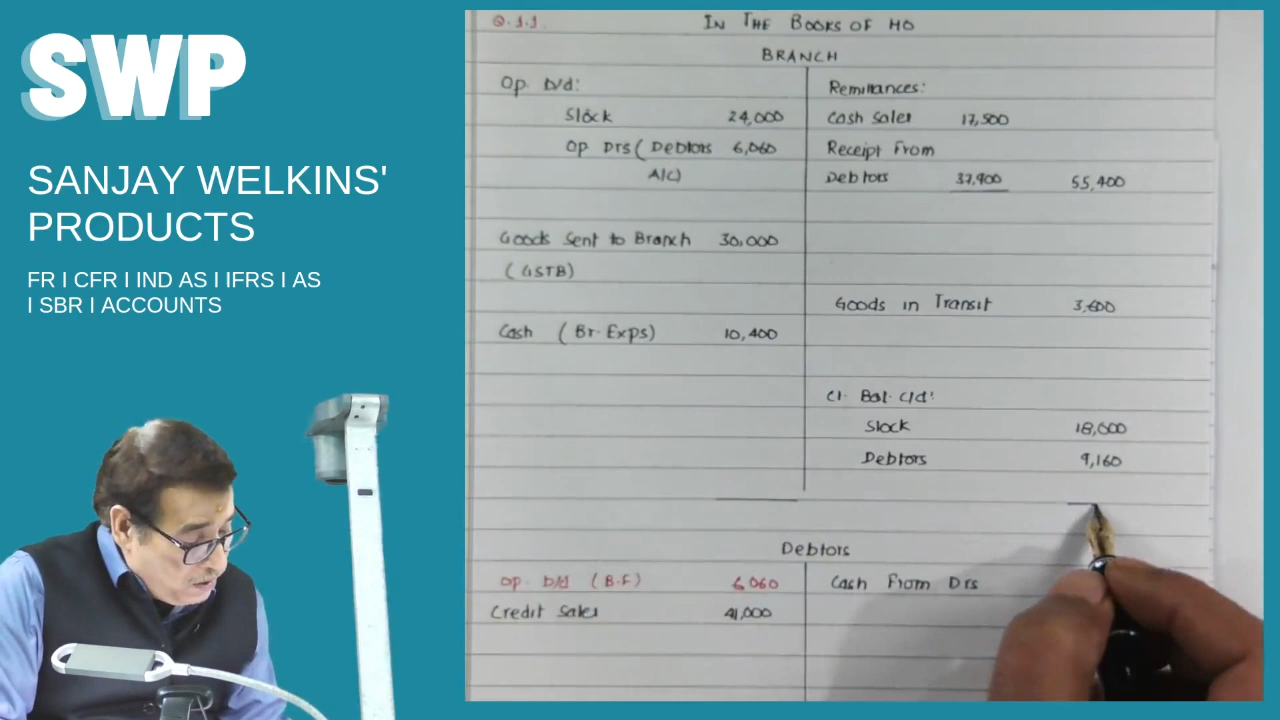 SWP
SANJAY WELKINS'
PRODUCTS
FR I CFR I IND AS I IFRS I AS
I SBR I ACCOUNTS
Q.11.
IN THE BOOKS OF HO
BRANCH
Op. b/d:
Stock 24,000
Op Drs ( Debtors 6,060
A/c)
Goods Sent to Branch 30,000
( GSTB)
Cash ( Br. Exps) 10,400
Remittances:
Cash Sales 17,500
Receipt From
Debtors 37,900 55,400
Goods in Transit 3,600
Cl. Bal. c/d:
Stock 18,000
Debtors 9,160
Debtors
Op. b/d (B.F) 6,060
Credit Sales 41,000
Cash From Drs